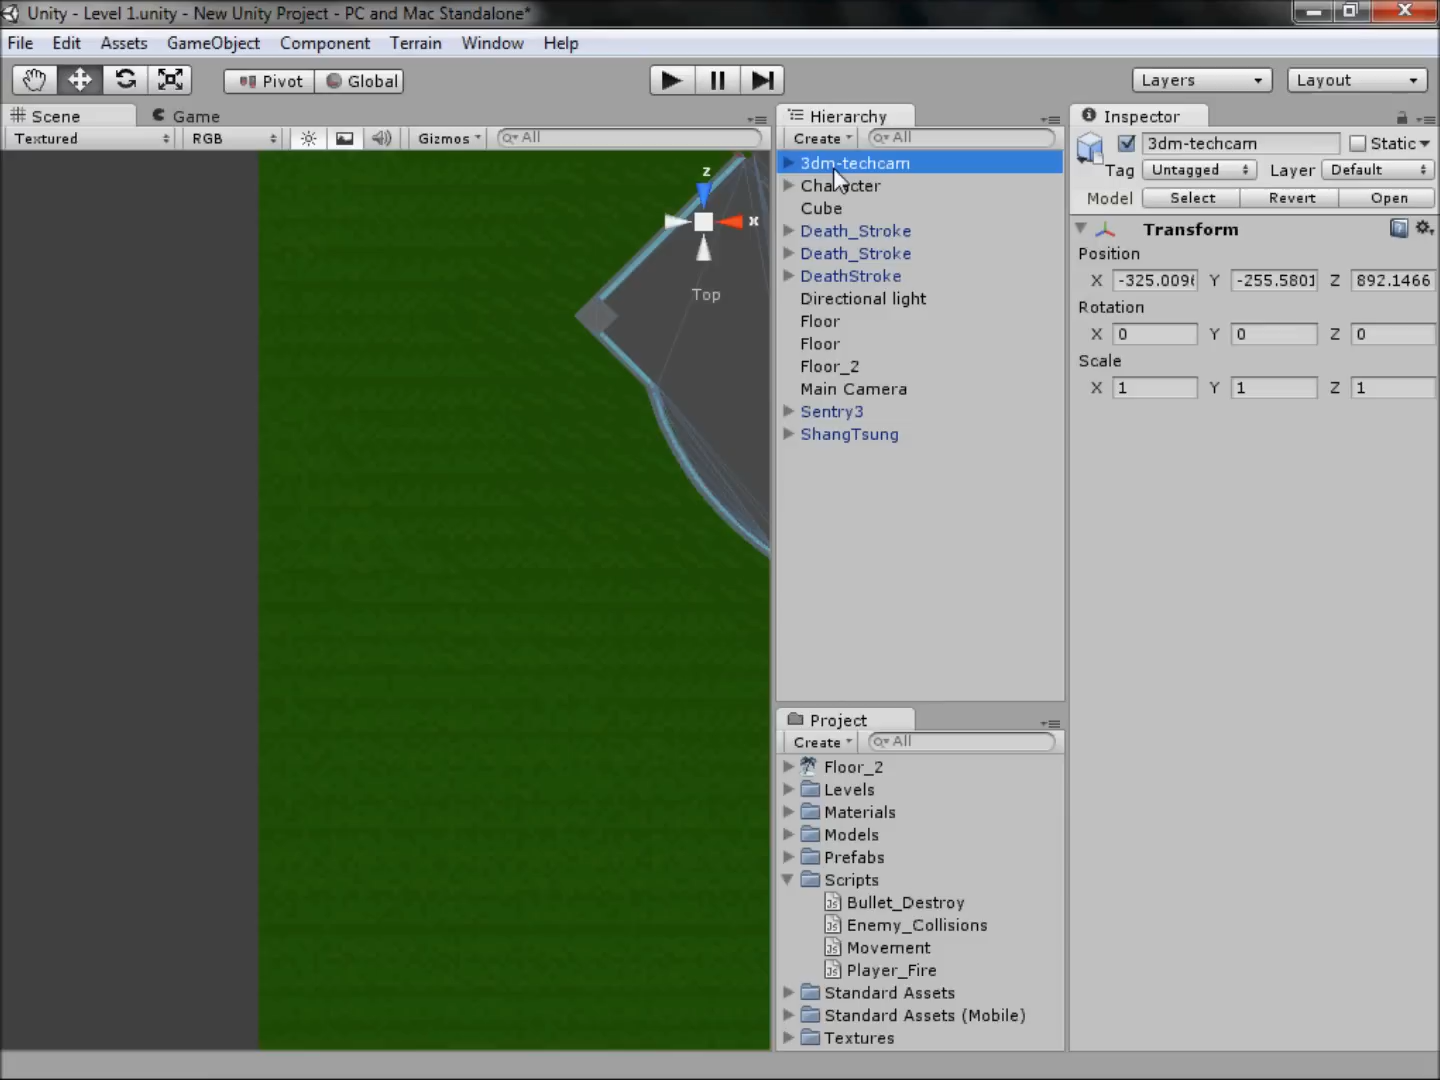 Unity - Level 1.unity - New Unity Project - PC and Mac Standalone*
File Edit Assets GameObject Component Terrain Window Help
Pivot Global Layers Layout
Scene Game
Textured RGB Gizmos All
z
x
Top
Hierarchy
Create All
3dm-techcam
Character
Cube
Death_Stroke
Death_Stroke
DeathStroke
Directional light
Floor
Floor
Floor_2
Main Camera
Sentry3
ShangTsung
Project
Create All
Floor_2
Levels
Materials
Models
Prefabs
Scripts
Bullet_Destroy
Enemy_Collisions
Movement
Player_Fire
Standard Assets
Standard Assets (Mobile)
Textures
Inspector
3dm-techcam Static
Tag Untagged Layer Default
Model Select Revert Open
Transform
Position
X -325.009 Y -255.5801 Z 892.1466
Rotation
X 0 Y 0 Z 0
Scale
X 1 Y 1 Z 1